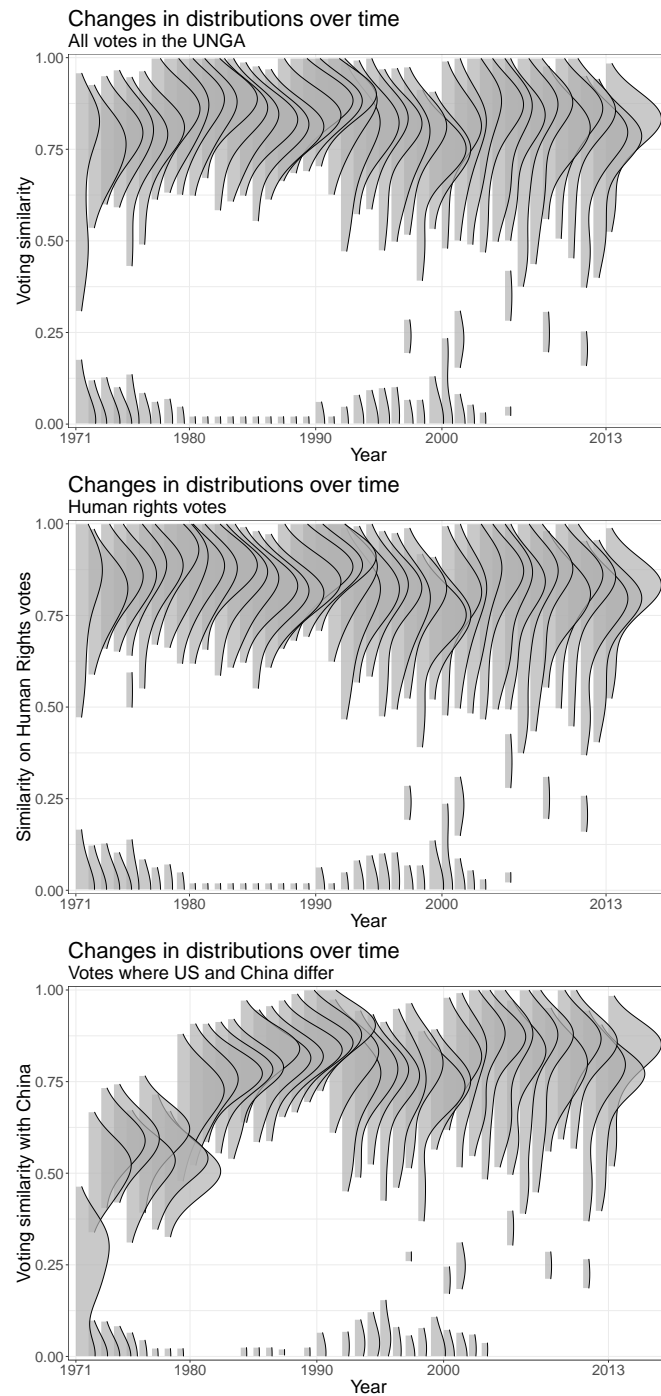 Changes in distributions over time
All votes in the UNGA
Voting similarity
1.00
0.75
0.50
0.25
0.00
1971 1980 1990 2000 2013
Year
Changes in distributions over time
Human rights votes
Similarity on Human Rights votes
1.00
0.75
0.50
0.25
0.00
1971 1980 1990 2000 2013
Year
Changes in distributions over time
Votes where US and China differ
Voting similarity with China
1.00
0.75
0.50
0.25
0.00
1971 1980 1990 2000 2013
Year